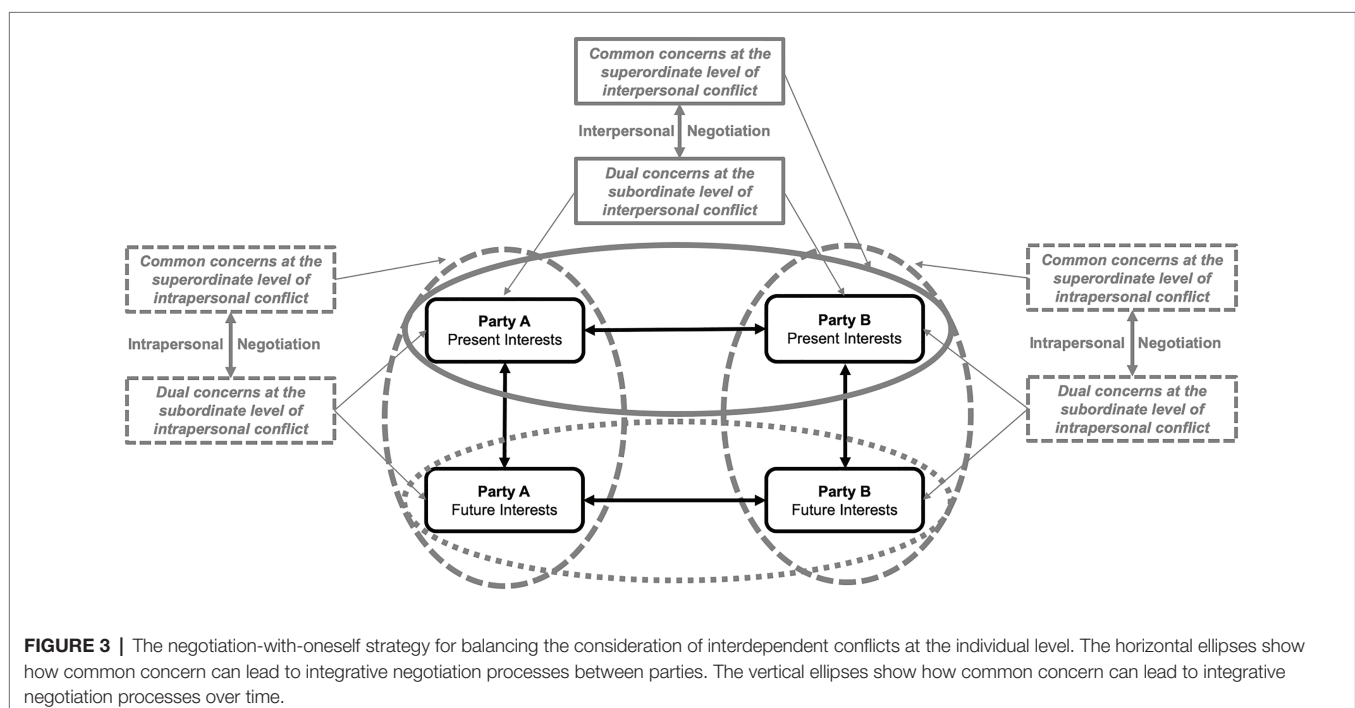 Common concerns at the
superordinate level of
interpersonal conflict
Interpersonal Negotiation
Dual concerns at the
subordinate level of
interpersonal conflict
Common concerns at the
superordinate level of
intrapersonal conflict
Intrapersonal Negotiation
Dual concerns at the
subordinate level of
intrapersonal conflict
Party A
Present Interests
Party B
Present Interests
Party A
Future Interests
Party B
Future Interests
Common concerns at the
superordinate level of
intrapersonal conflict
Intrapersonal Negotiation
Dual concerns at the
subordinate level of
intrapersonal conflict
FIGURE 3 | The negotiation-with-oneself strategy for balancing the consideration of interdependent conflicts at the individual level. The horizontal ellipses show
how common concern can lead to integrative negotiation processes between parties. The vertical ellipses show how common concern can lead to integrative
negotiation processes over time.